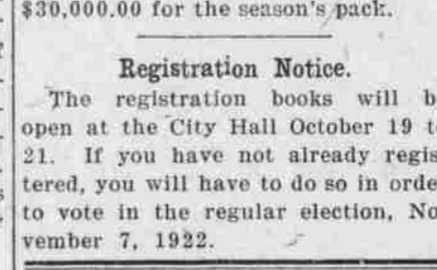 $30,000.00 for the season's pack.
Registration Notice.
The registration books will b
open at the City Hall October 19 t
21. If you have not already regis
tered, you will have to do so in orde
to vote in the regular election, No
vember 7, 1922.